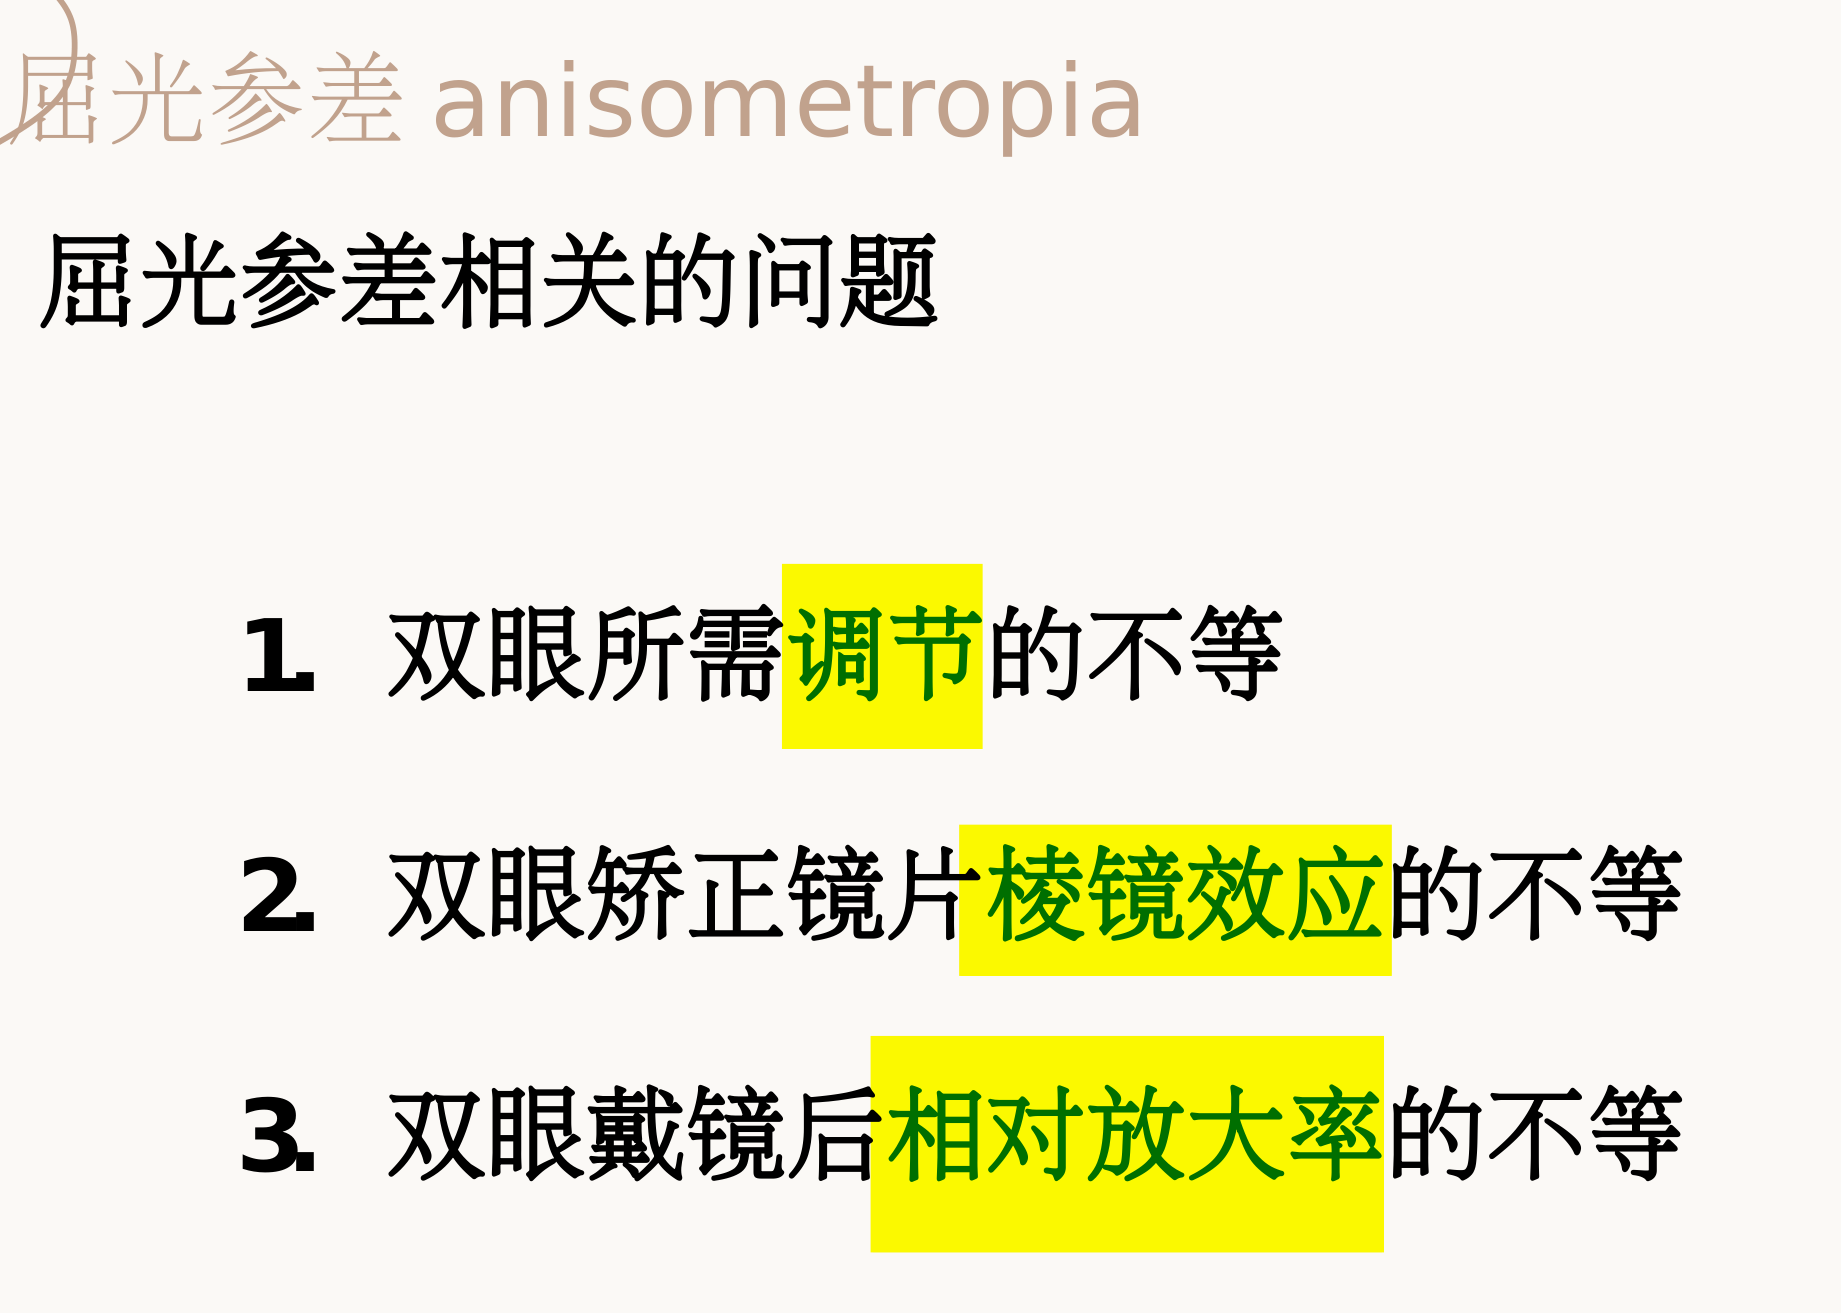 屈光参差 anisometropia
屈光参差相关的问题
1. 双眼所需调节的不等
2. 双眼矫正镜片棱镜效应的不等
3. 双眼戴镜后相对放大率的不等